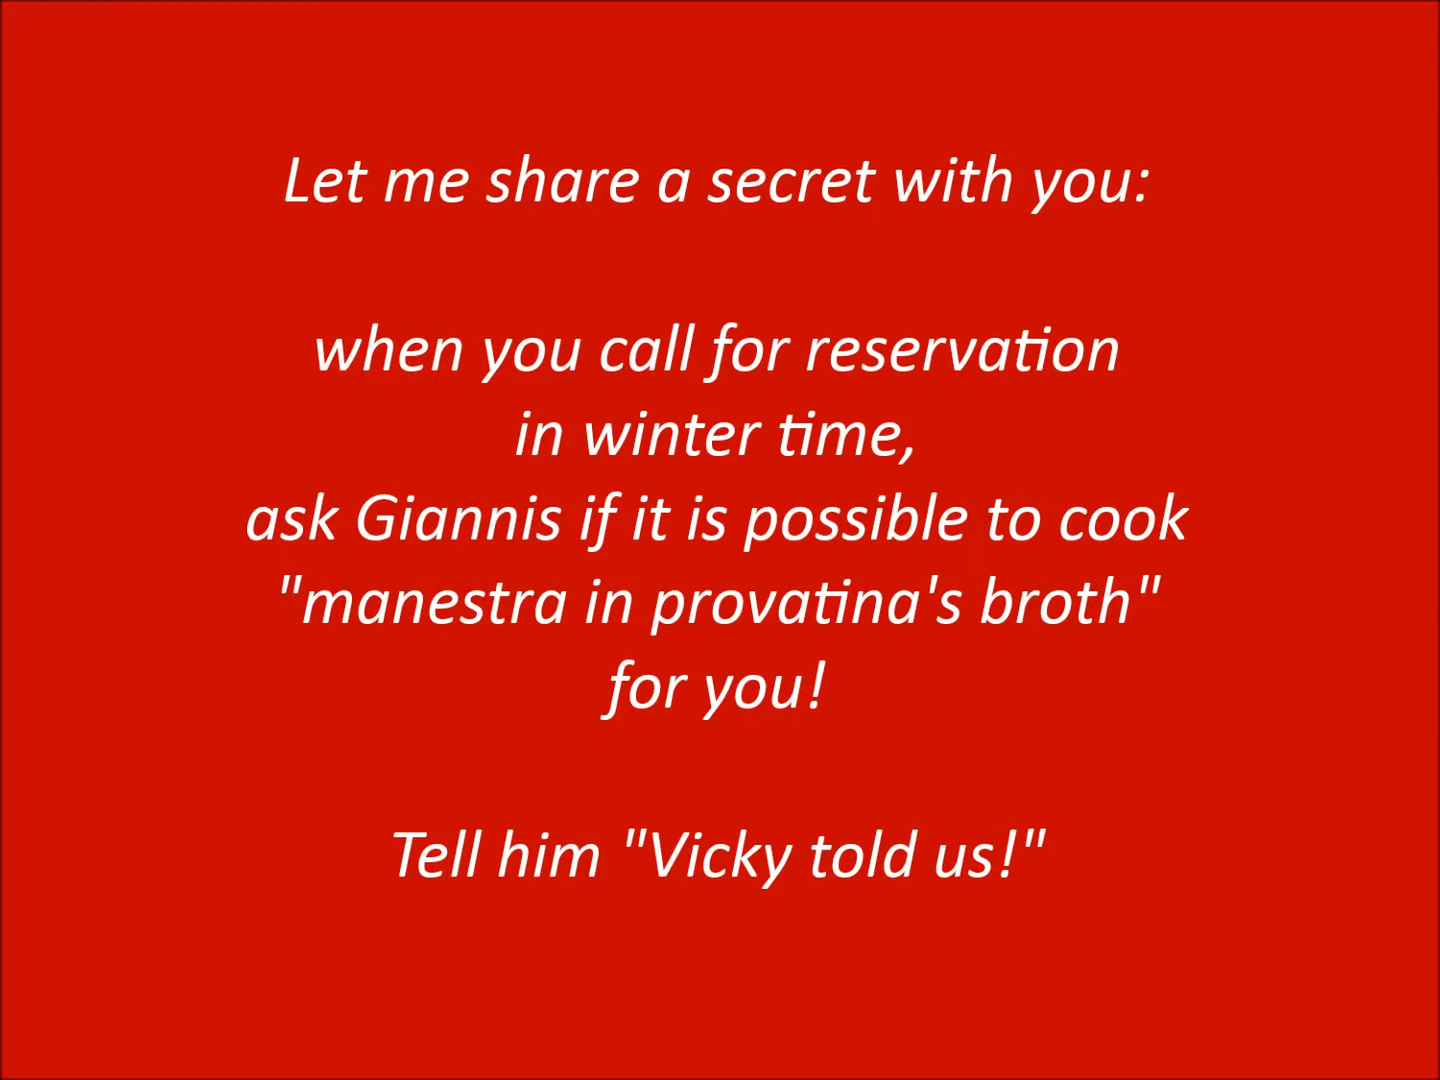 Let me share a secret with you:
when you call for reservation
in winter time,
ask Giannis if it is possible to cook
"manestra in provatina's broth"
for you!
Tell him "Vicky told us!"